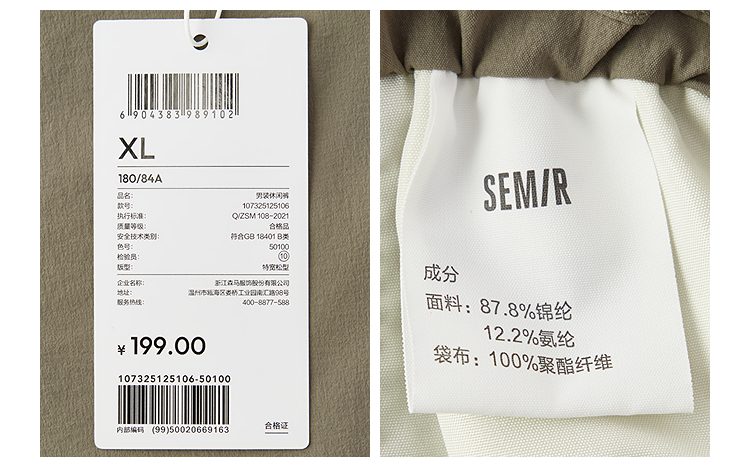 6 904383 989102
XL
180/84A
品名: 男装休闲裤
款号: 107325125106
执行标准: Q/ZSM 108-2021
质量等级: 合格品
安全技术类别: 符合GB 18401 B类
色号: 50100
检验员: 10
版型: 特宽松型
企业名称: 浙江森马服饰股份有限公司
地址: 温州市瓯海区娄桥工业园南汇路98号
服务热线: 400-8877-588
¥ 199.00
107325125106-50100
内部编码 (99)50020669163
合格证
SEMIR
成分
面料: 87.8%锦纶
12.2%氨纶
袋布: 100%聚酯纤维